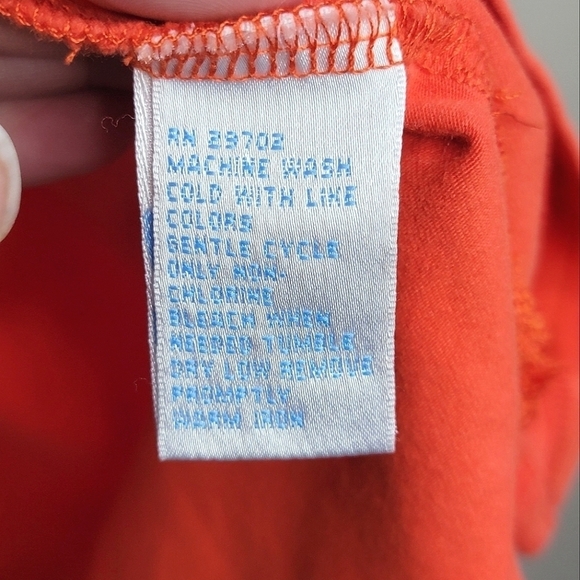 RN 29702
MACHINE WASH
COLD WITH LIKE
COLORS
GENTLE CYCLE
ONLY NON-
CHLORINE
BLEACH WHEN
NEEDED TUMBLE
DRY LOW REMOVE
PROMPTLY
WARM IRON